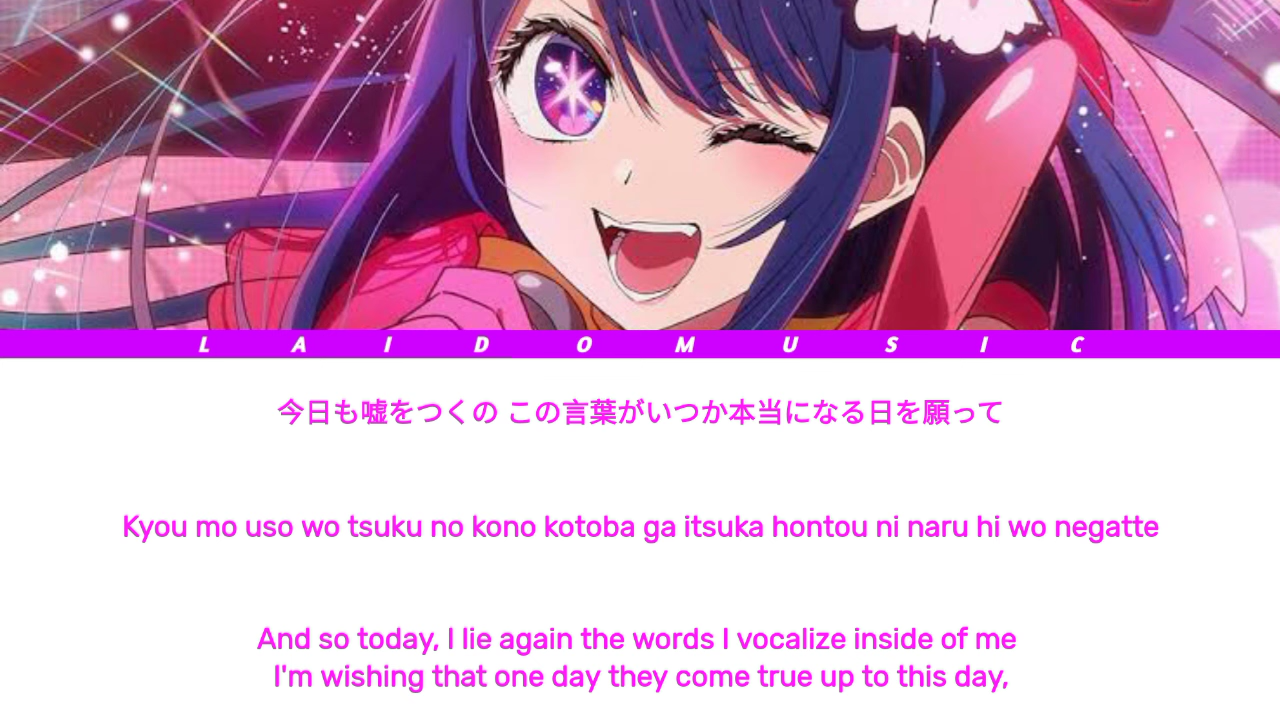 LAIDOMUSIC
今日も嘘をつくの この言葉がいつか本当になる日を願って
Kyou mo uso wo tsuku no kono kotoba ga itsuka hontou ni naru hi wo negatte
And so today, I lie again the words I vocalize inside of me
I'm wishing that one day they come true up to this day,